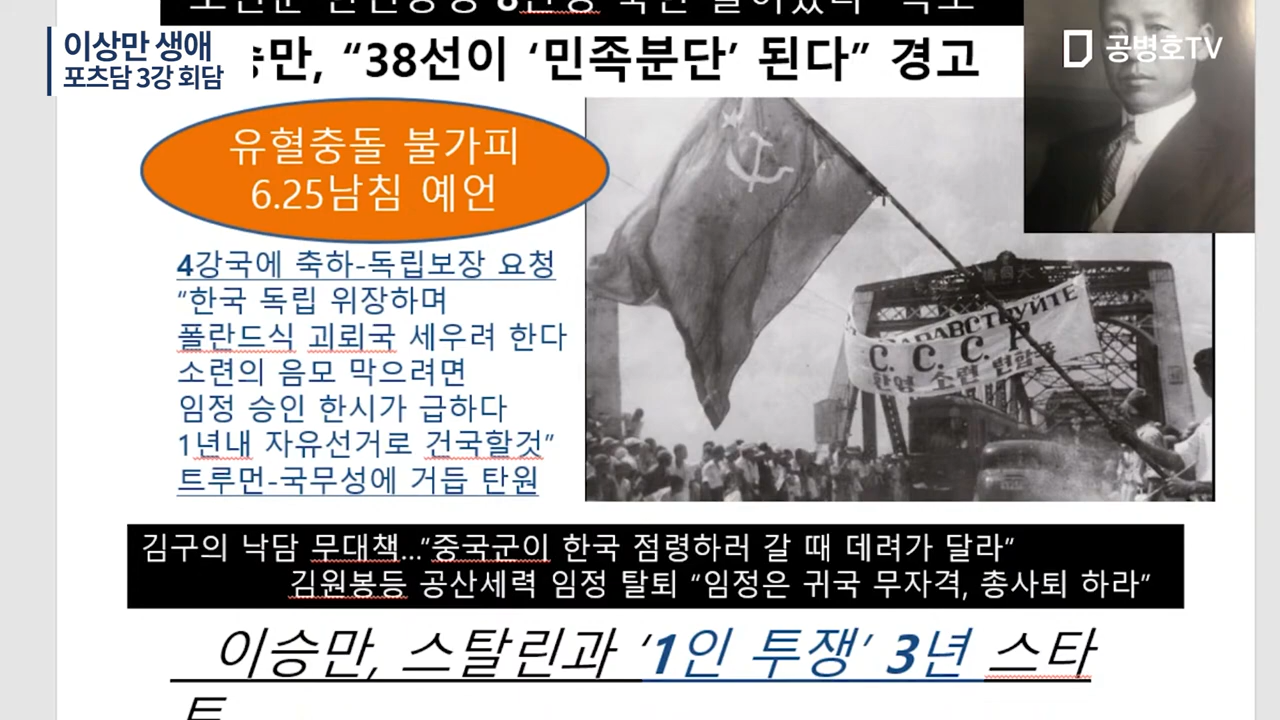 이상만 생애
포츠담 3강 회담
만, “38선이 ‘민족분단’ 된다” 경고
공병호TV
유혈충돌 불가피
6.25남침 예언
4강국에 축하-독립보장 요청
“한국 독립 위장하며
폴란드식 괴뢰국 세우려 한다
소련의 음모 막으려면
임정 승인 한시가 급하다
1년내 자유선거로 건국할것”
트루먼-국무성에 거듭 탄원
ЗДРАВСТВУЙТЕ
С. С. С. Р.
김구의 낙담 무대책...”중국군이 한국 점령하러 갈 때 데려가 달라”
김원봉등 공산세력 임정 탈퇴 “임정은 귀국 무자격, 총사퇴 하라”
이승만, 스탈린과 ‘1인 투쟁’ 3년 스타
트